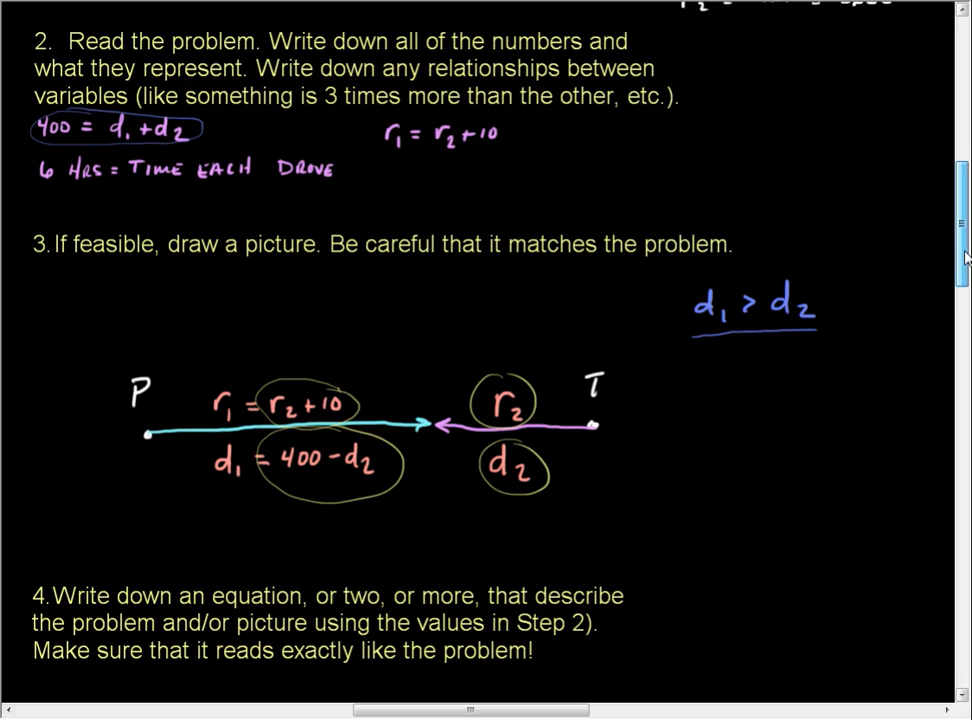 2. Read the problem. Write down all of the numbers and
what they represent. Write down any relationships between
variables (like something is 3 times more than the other, etc.).
400 = d₁ + d₂
r₁ = r₂ + 10
6 HRS = TIME EACH DROVE
3. If feasible, draw a picture. Be careful that it matches the problem.
d₁ > d₂
P
T
r₁ = r₂ + 10
r₂
d₁ = 400 - d₂
d₂
4. Write down an equation, or two, or more, that describe
the problem and/or picture using the values in Step 2).
Make sure that it reads exactly like the problem!